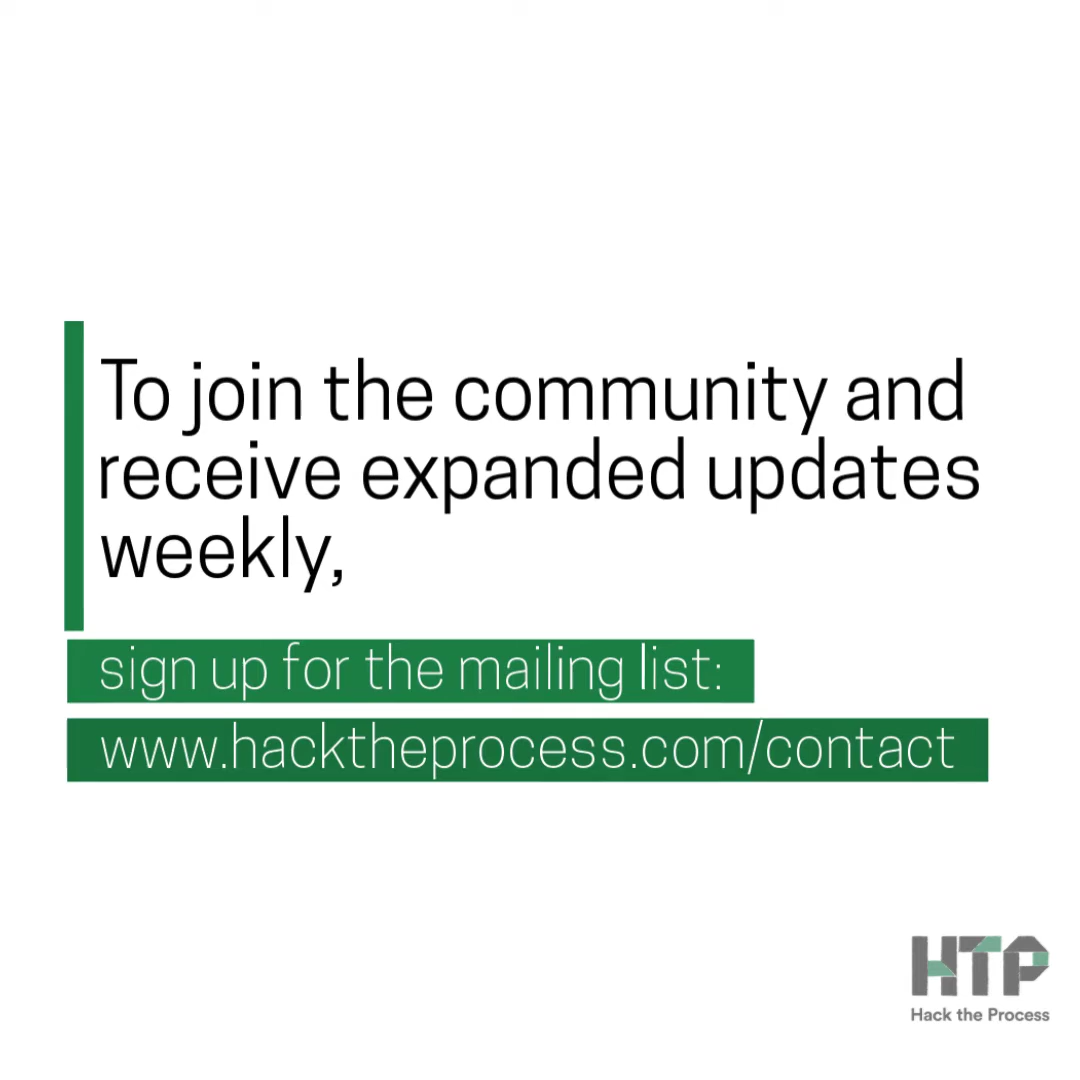 To join the community and
receive expanded updates
weekly,
sign up for the mailing list:
www.hacktheprocess.com/contact
HTP
Hack the Process